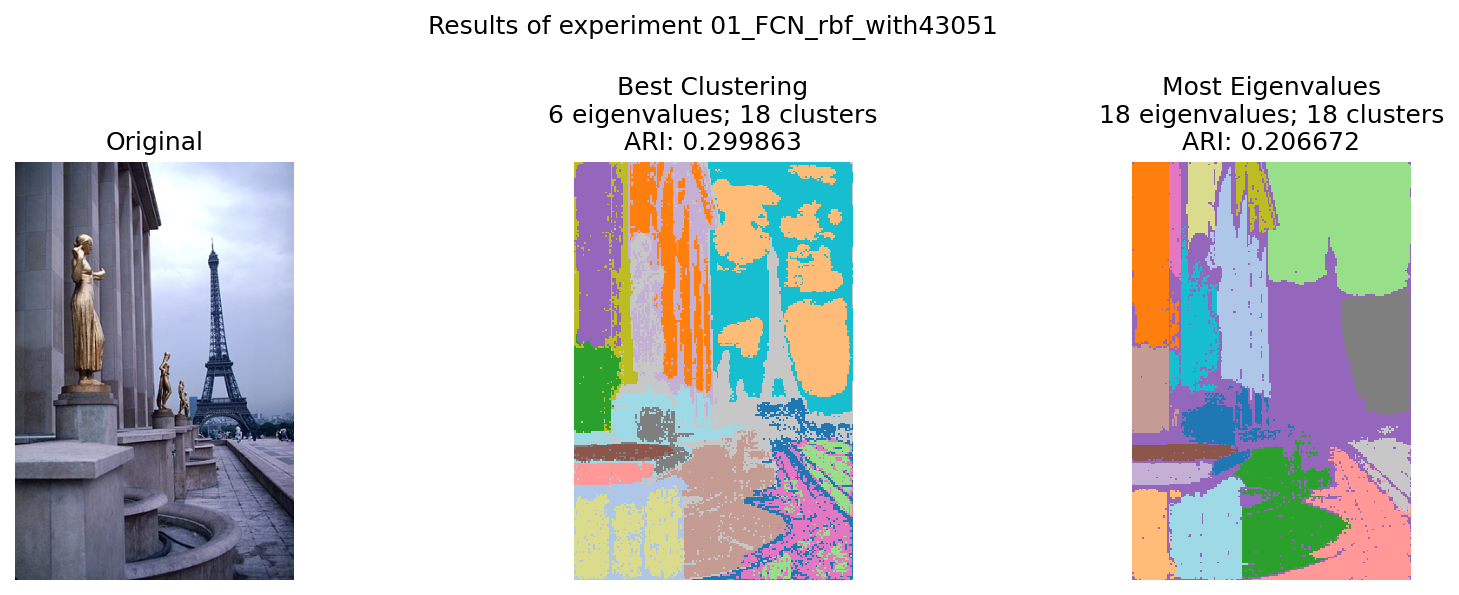 Results of experiment 01_FCN_rbf_with43051
Original
Best Clustering
6 eigenvalues; 18 clusters
ARI: 0.299863
Most Eigenvalues
18 eigenvalues; 18 clusters
ARI: 0.206672